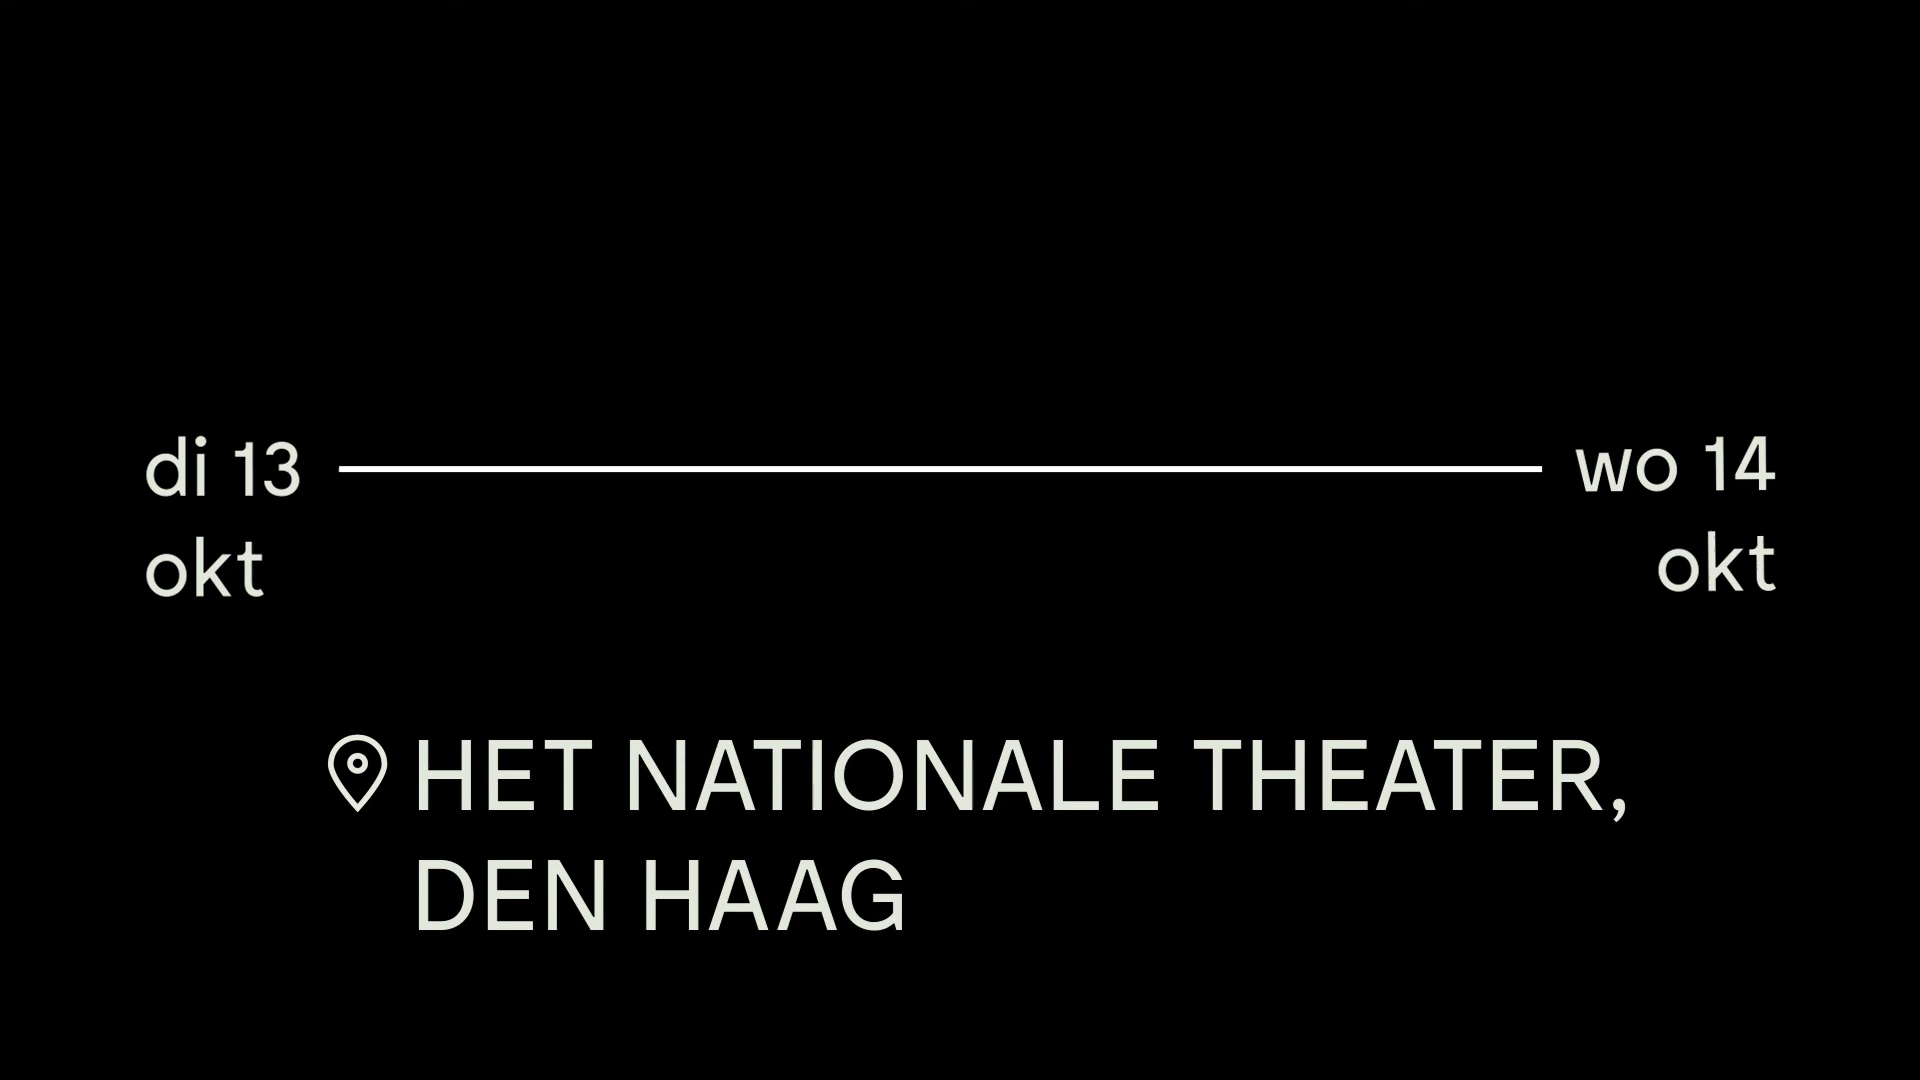 di 13
okt
wo 14
okt
HET NATIONALE THEATER,
DEN HAAG